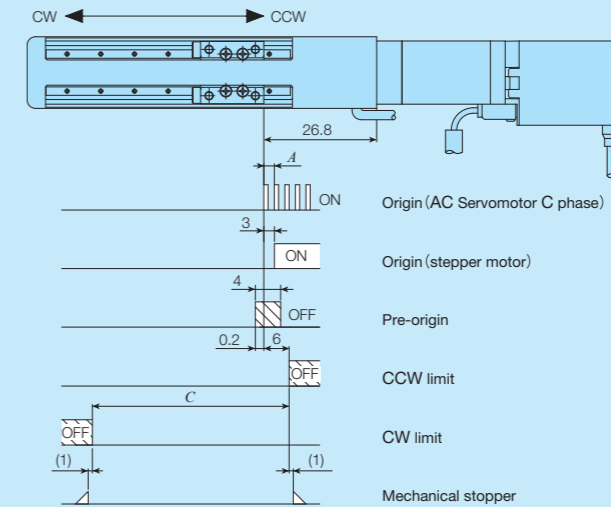 CW CCW
26.8
A
ON Origin (AC Servomotor C phase)
3
ON Origin (stepper motor)
4
OFF Pre-origin
0.2 6
OFF CCW limit
C
OFF CW limit
(1) (1)
Mechanical stopper